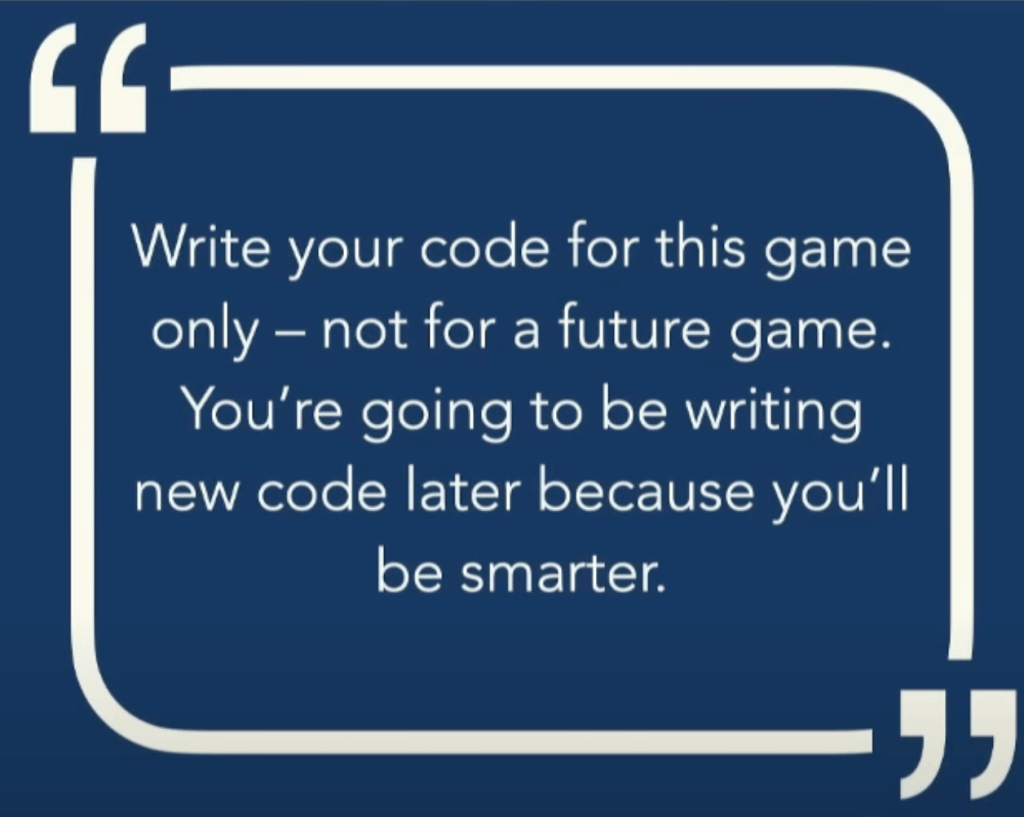 Write your code for this game
only – not for a future game.
You’re going to be writing
new code later because you’ll
be smarter.